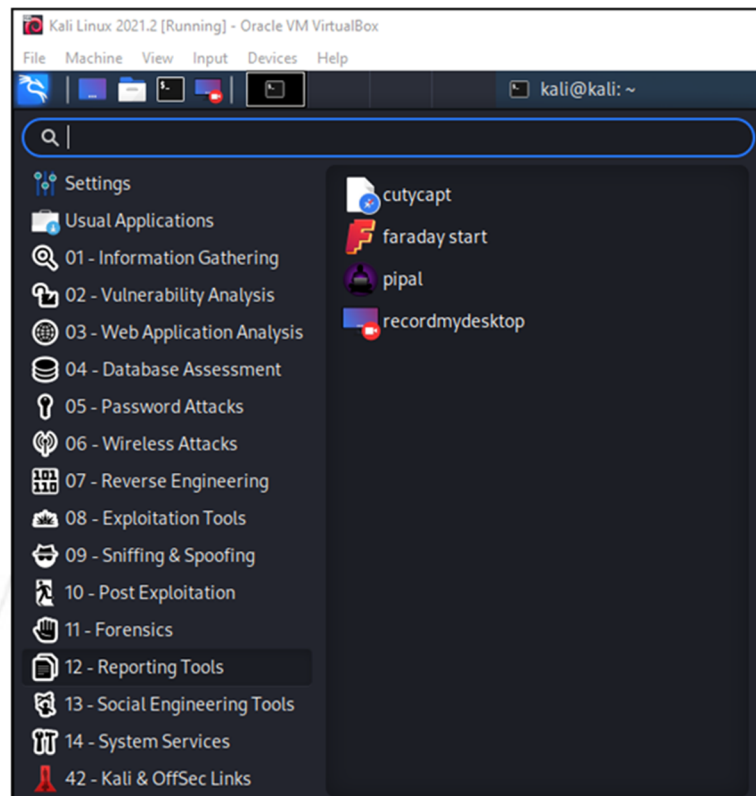 Kali Linux 2021.2 [Running] - Oracle VM VirtualBox
File Machine View Input Devices Help
kali@kali: ~
Settings
Usual Applications
01 - Information Gathering
02 - Vulnerability Analysis
03 - Web Application Analysis
04 - Database Assessment
05 - Password Attacks
06 - Wireless Attacks
07 - Reverse Engineering
08 - Exploitation Tools
09 - Sniffing & Spoofing
10 - Post Exploitation
11 - Forensics
12 - Reporting Tools
13 - Social Engineering Tools
14 - System Services
42 - Kali & OffSec Links
cutycapt
faraday start
pipal
recordmydesktop